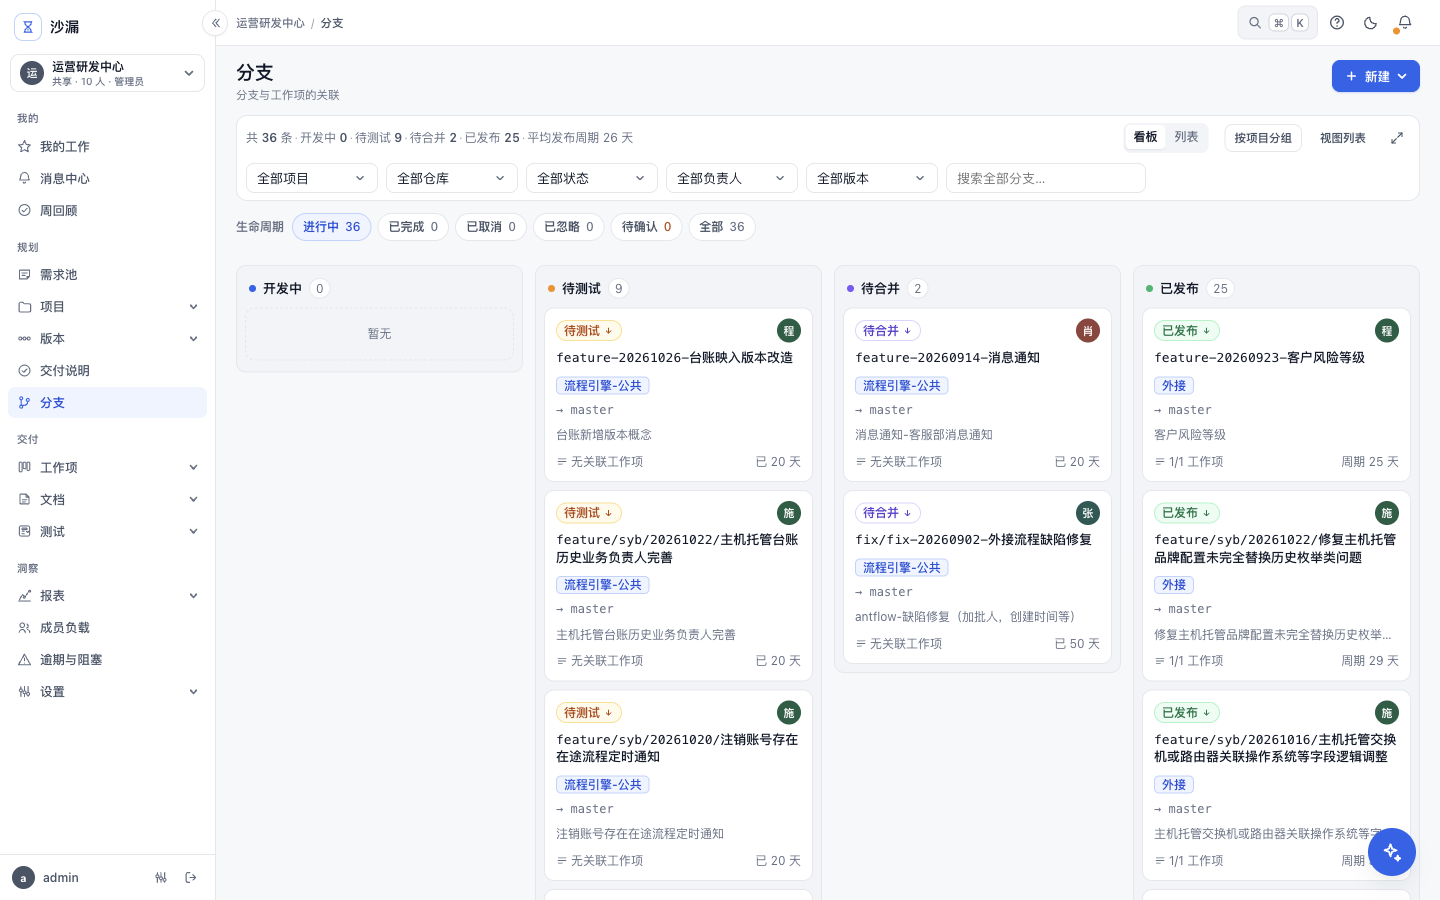 沙漏
运
运营研发中心
共享 · 10 人 · 管理员
我的
我的工作
消息中心
周回顾
规划
需求池
项目
版本
交付说明
分支
交付
工作项
文档
测试
洞察
报表
成员负载
逾期与阻塞
设置
a admin
运营研发中心 / 分支
⌘ K
分支
分支与工作项的关联
+ 新建
共 36 条 · 开发中 0 · 待测试 9 · 待合并 2 · 已发布 25 · 平均发布周期 26 天
看板 列表 按项目分组 视图列表
全部项目 全部仓库 全部状态 全部负责人 全部版本 搜索全部分支...
生命周期 进行中 36 已完成 0 已取消 0 已忽略 0 待确认 0 全部 36
开发中 0
暂无
待测试 9
待测试 ↓ 程
feature-20261026-台账映入版本改造
流程引擎-公共
→ master
台账新增版本概念
无关联工作项 已 20 天
待测试 ↓ 施
feature/syb/20261022/主机托管台账
历史业务负责人完善
流程引擎-公共
→ master
主机托管台账历史业务负责人完善
无关联工作项 已 20 天
待测试 ↓ 施
feature/syb/20261020/注销账号存在
在途流程定时通知
流程引擎-公共
→ master
注销账号存在在途流程定时通知
无关联工作项 已 20 天
待合并 2
待合并 ↓ 肖
feature-20260914-消息通知
流程引擎-公共
→ master
消息通知-客服部消息通知
无关联工作项 已 20 天
待合并 ↓ 张
fix/fix-20260902-外接流程缺陷修复
流程引擎-公共
→ master
antflow-缺陷修复（加批人，创建时间等）
无关联工作项 已 50 天
已发布 25
已发布 ↓ 程
feature-20260923-客户风险等级
外接
→ master
客户风险等级
1/1 工作项 周期 25 天
已发布 ↓ 施
feature/syb/20261022/修复主机托管
品牌配置未完全替换历史枚举类问题
外接
→ master
修复主机托管品牌配置未完全替换历史枚举...
1/1 工作项 周期 29 天
已发布 ↓ 施
feature/syb/20261016/主机托管交换
机或路由器关联操作系统等字段逻辑调整
外接
→ master
主机托管交换机或路由器关联操作系统等字
1/1 工作项 周期